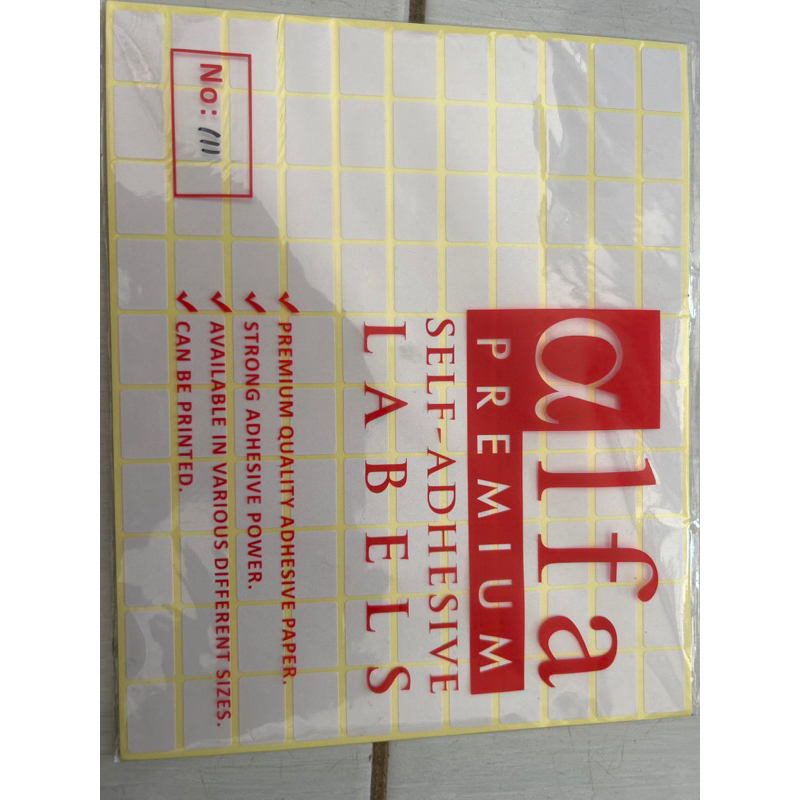 αlfa
PREMIUM
SELF-ADHESIVE
LABELS
✓ PREMIUM QUALITY ADHESIVE PAPER.
✓ STRONG ADHESIVE POWER.
✓ AVAILABLE IN VARIOUS DIFFERENT SIZES.
✓ CAN BE PRINTED.
No: 111